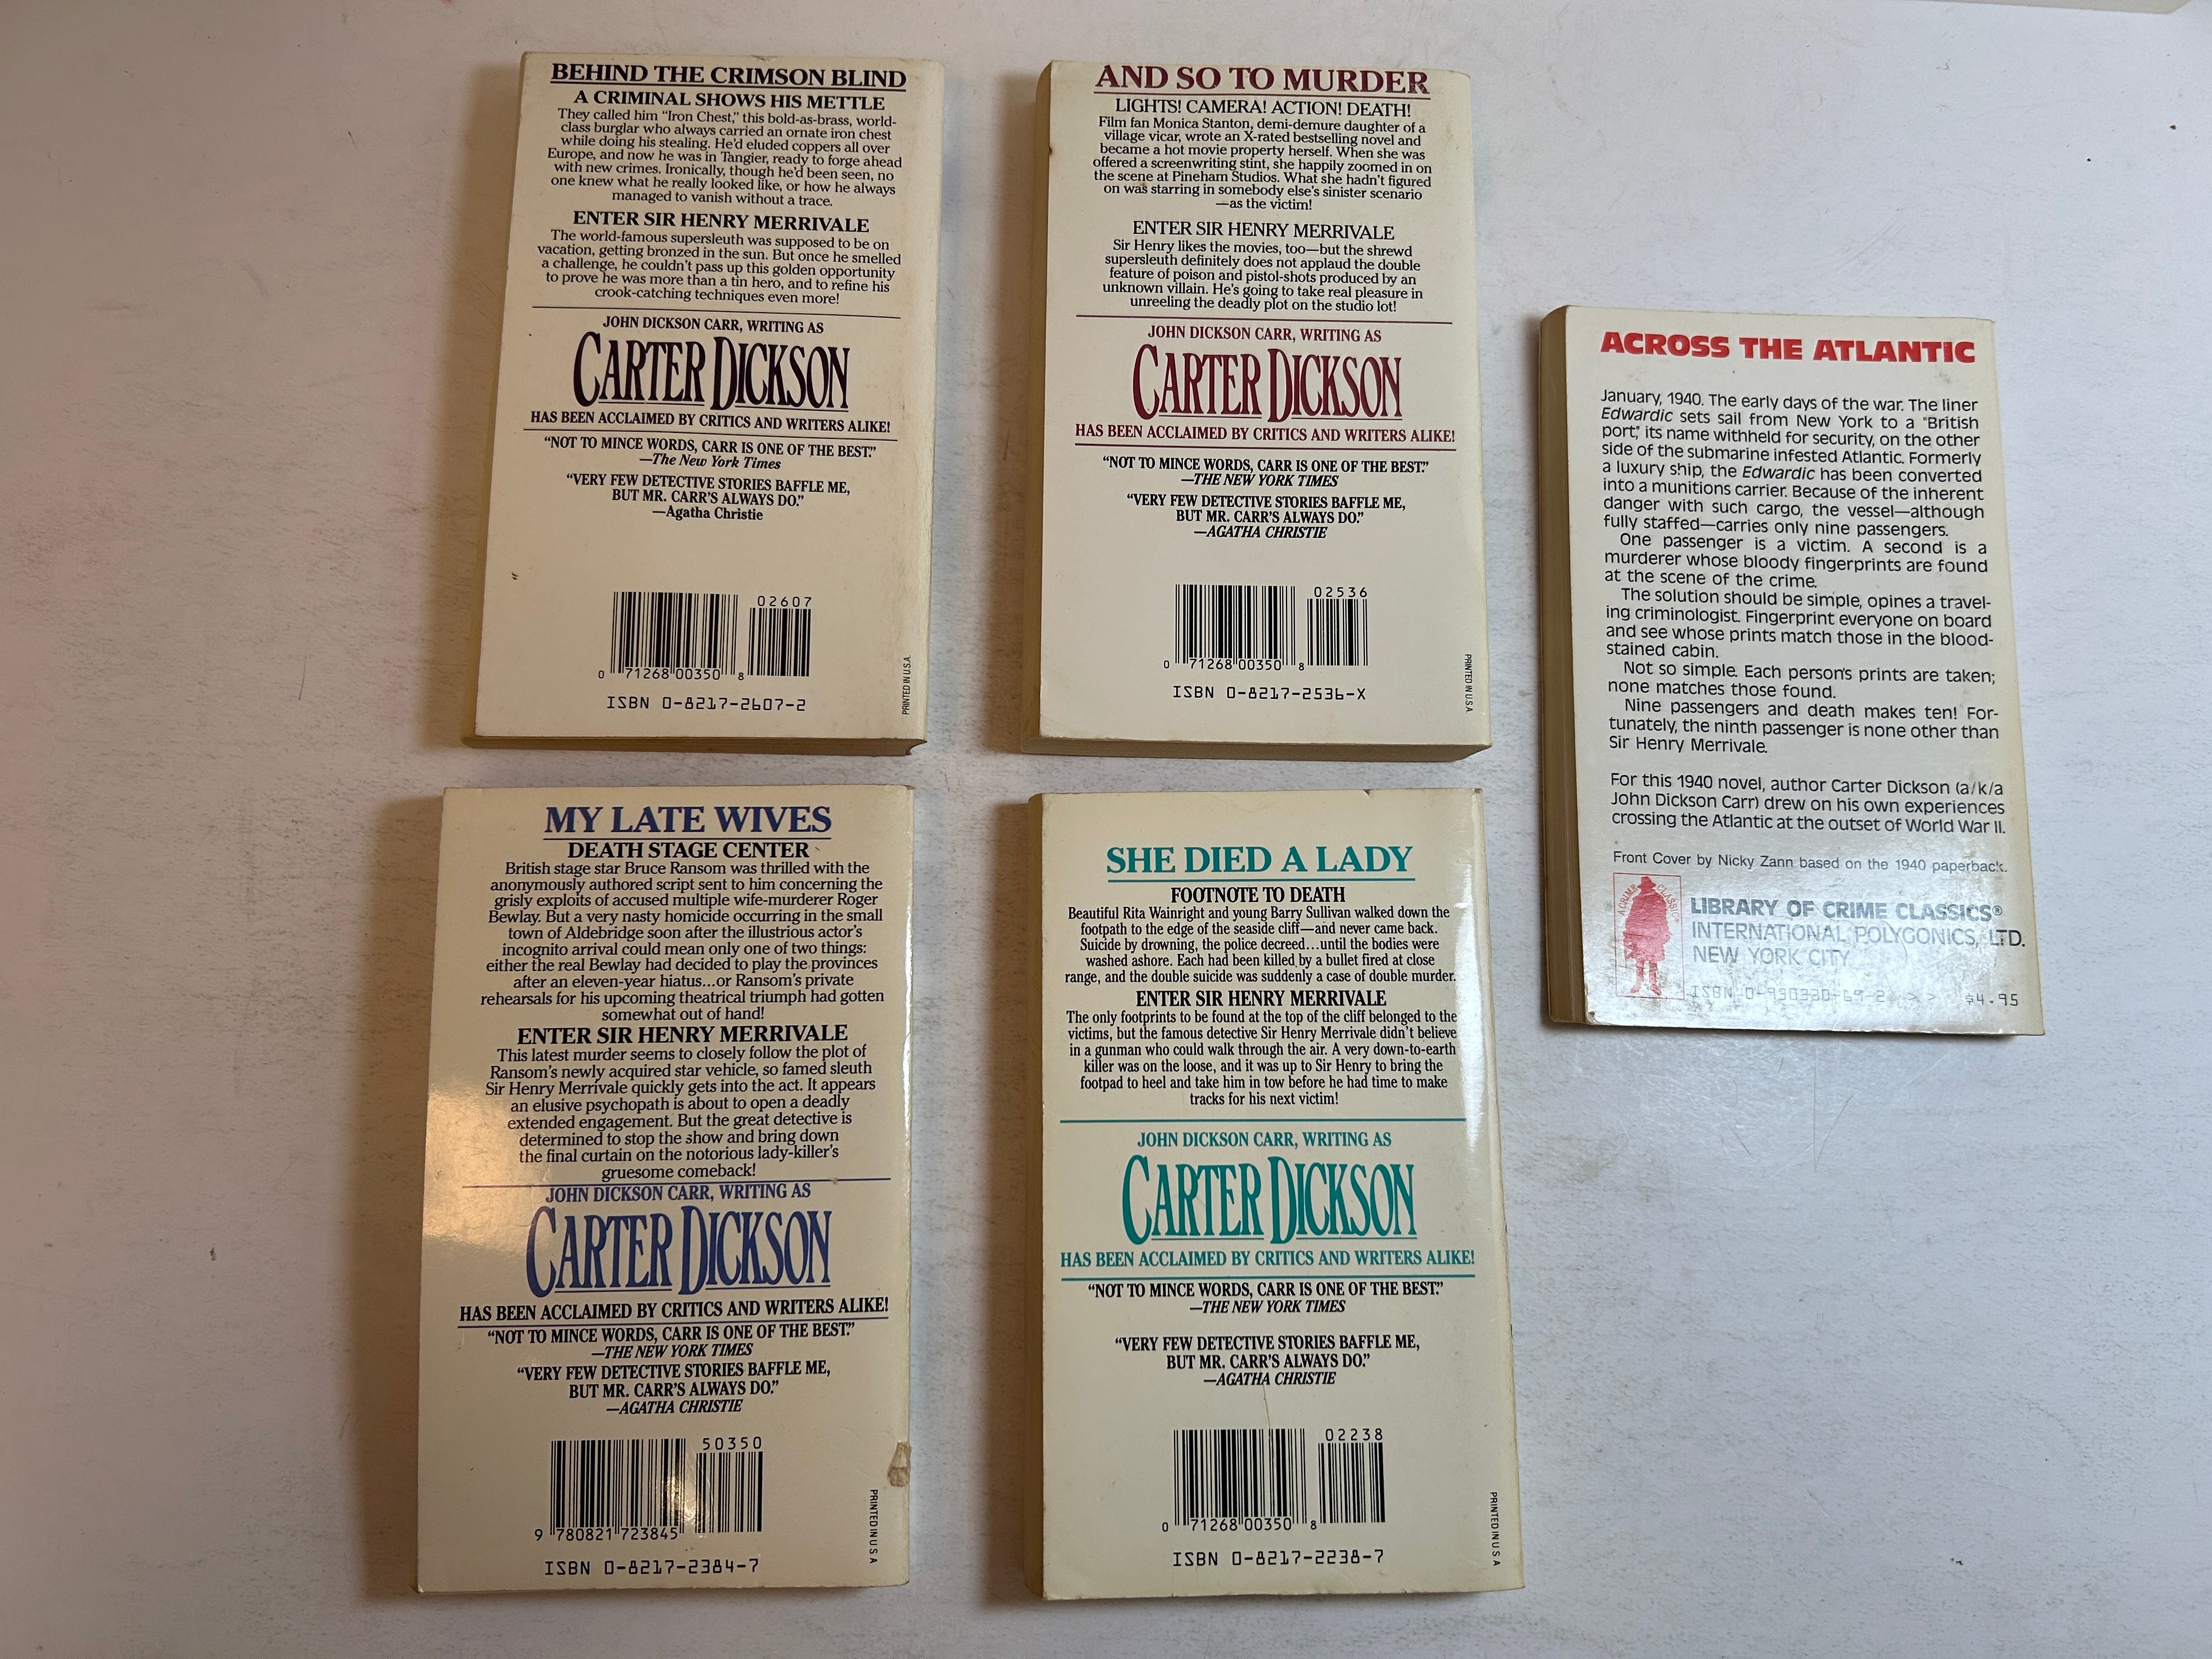 BEHIND THE CRIMSON BLIND
A CRIMINAL SHOWS HIS METTLE
They called him "Iron Chest," this bold-as-brass, world-
class burglar who always carried an ornate iron chest
while doing his stealing. He'd eluded coppers all over
Europe, and now he was in Tangier, ready to forge ahead
with new crimes. Ironically, though he'd been seen, no
one knew what he really looked like, or how he always
managed to vanish without a trace.
ENTER SIR HENRY MERRIVALE
The world-famous supersleuth was supposed to be on
vacation, getting bronzed in the sun. But once he smelled
a challenge, he couldn't pass up this golden opportunity
to prove he was more than a tin hero, and to refine his
crook-catching techniques even more!
JOHN DICKSON CARR, WRITING AS
CARTER DICKSON
HAS BEEN ACCLAIMED BY CRITICS AND WRITERS ALIKE!
"NOT TO MINCE WORDS, CARR IS ONE OF THE BEST."
—The New York Times
"VERY FEW DETECTIVE STORIES BAFFLE ME,
BUT MR. CARR'S ALWAYS DO."
—Agatha Christie
02607
0 71268 00350 8
ISBN 0-8217-2607-2
PRINTED IN U.S.A.
AND SO TO MURDER
LIGHTS! CAMERA! ACTION! DEATH!
Film fan Monica Stanton, demi-demure daughter of a
village vicar, wrote an X-rated bestselling novel and
became a hot movie property herself. When she was
offered a screenwriting stint, she happily zoomed in on
the scene at Pineham Studios. What she hadn't figured
on was starring in somebody else's sinister scenario
—as the victim!
ENTER SIR HENRY MERRIVALE
Sir Henry likes the movies, too—but the shrewd
supersleuth definitely does not applaud the double
feature of poison and pistol-shots produced by an
unknown villain. He's going to take real pleasure in
unreeling the deadly plot on the studio lot!
JOHN DICKSON CARR, WRITING AS
CARTER DICKSON
HAS BEEN ACCLAIMED BY CRITICS AND WRITERS ALIKE!
"NOT TO MINCE WORDS, CARR IS ONE OF THE BEST."
—THE NEW YORK TIMES
"VERY FEW DETECTIVE STORIES BAFFLE ME,
BUT MR. CARR'S ALWAYS DO."
—AGATHA CHRISTIE
02536
0 71268 00350 8
ISBN 0-8217-2536-X
PRINTED IN U.S.A.
ACROSS THE ATLANTIC
January, 1940. The early days of the war. The liner
Edwardic sets sail from New York to a "British
port," its name withheld for security, on the other
side of the submarine infested Atlantic. Formerly
a luxury ship, the Edwardic has been converted
into a munitions carrier. Because of the inherent
danger with such cargo, the vessel—although
fully staffed—carries only nine passengers.
One passenger is a victim. A second is a
murderer whose bloody fingerprints are found
at the scene of the crime.
The solution should be simple, opines a travel-
ing criminologist. Fingerprint everyone on board
and see whose prints match those in the blood-
stained cabin.
Not so simple. Each person's prints are taken;
none matches those found.
Nine passengers and death makes ten! For-
tunately, the ninth passenger is none other than
Sir Henry Merrivale.
For this 1940 novel, author Carter Dickson (a/k/a
John Dickson Carr) drew on his own experiences
crossing the Atlantic at the outset of World War II.
Front Cover by Nicky Zann based on the 1940 paperback.
A CRIME CLASSIC
LIBRARY OF CRIME CLASSICS®
INTERNATIONAL POLYGONICS, LTD.
NEW YORK CITY
ISBN 0-930330-69-2 >> $4.95
MY LATE WIVES
DEATH STAGE CENTER
British stage star Bruce Ransom was thrilled with the
anonymously authored script sent to him concerning the
grisly exploits of accused multiple wife-murderer Roger
Bewlay. But a very nasty homicide occurring in the small
town of Aldebridge soon after the illustrious actor's
incognito arrival could mean only one of two things:
either the real Bewlay had decided to play the provinces
after an eleven-year hiatus...or Ransom's private
rehearsals for his upcoming theatrical triumph had gotten
somewhat out of hand!
ENTER SIR HENRY MERRIVALE
This latest murder seems to closely follow the plot of
Ransom's newly acquired star vehicle, so famed sleuth
Sir Henry Merrivale quickly gets into the act. It appears
an elusive psychopath is about to open a deadly
extended engagement. But the great detective is
determined to stop the show and bring down
the final curtain on the notorious lady-killer's
gruesome comeback!
JOHN DICKSON CARR, WRITING AS
CARTER DICKSON
HAS BEEN ACCLAIMED BY CRITICS AND WRITERS ALIKE!
"NOT TO MINCE WORDS, CARR IS ONE OF THE BEST."
—THE NEW YORK TIMES
"VERY FEW DETECTIVE STORIES BAFFLE ME,
BUT MR. CARR'S ALWAYS DO."
—AGATHA CHRISTIE
50350
9 780821 723845
ISBN 0-8217-2384-7
PRINTED IN U S A
SHE DIED A LADY
FOOTNOTE TO DEATH
Beautiful Rita Wainright and young Barry Sullivan walked down the
footpath to the edge of the seaside cliff—and never came back.
Suicide by drowning, the police decreed...until the bodies were
washed ashore. Each had been killed by a bullet fired at close
range, and the double suicide was suddenly a case of double murder.
ENTER SIR HENRY MERRIVALE
The only footprints to be found at the top of the cliff belonged to the
victims, but the famous detective Sir Henry Merrivale didn't believe
in a gunman who could walk through the air. A very down-to-earth
killer was on the loose, and it was up to Sir Henry to bring the
footpad to heel and take him in tow before he had time to make
tracks for his next victim!
JOHN DICKSON CARR, WRITING AS
CARTER DICKSON
HAS BEEN ACCLAIMED BY CRITICS AND WRITERS ALIKE!
"NOT TO MINCE WORDS, CARR IS ONE OF THE BEST."
—THE NEW YORK TIMES
"VERY FEW DETECTIVE STORIES BAFFLE ME,
BUT MR. CARR'S ALWAYS DO."
—AGATHA CHRISTIE
02238
0 71268 00350 8
ISBN 0-8217-2238-7
PRINTED IN U S A